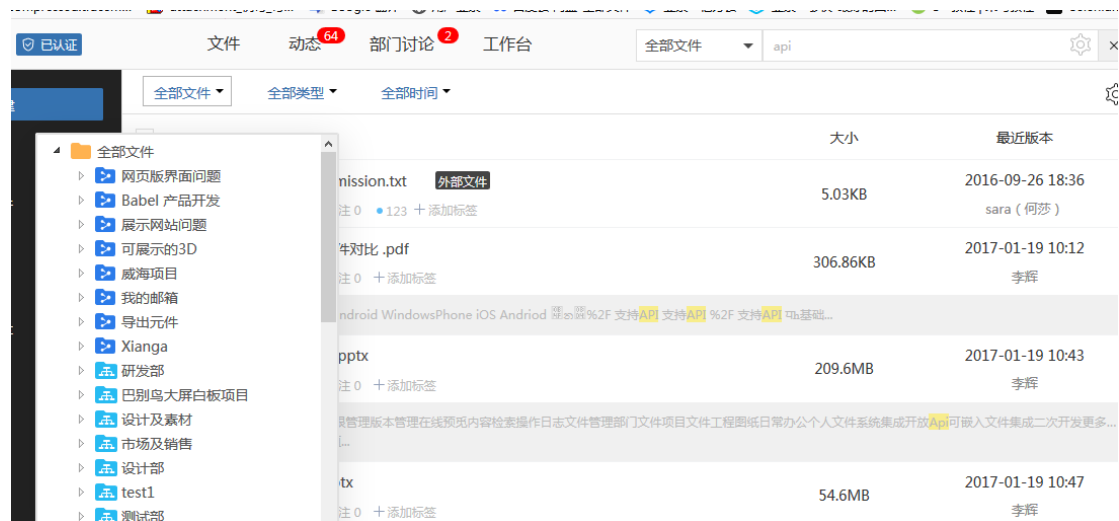 已认证 文件 动态 64 部门讨论 2 工作台 全部文件 api
全部文件 全部类型 全部时间
大小 最近版本
全部文件
网页版界面问题
Babel 产品开发
展示网站问题
可展示的3D
威海项目
我的邮箱
导出元件
Xianga
研发部
巴别鸟大屏白板项目
设计及素材
市场及销售
设计部
test1
测试部
mission.txt 外部文件 5.03KB 2016-09-26 18:36
注 0 123 添加标签 sara(何莎)
件对比 .pdf 306.86KB 2017-01-19 10:12
注 0 添加标签 李辉
ndroid WindowsPhone iOS Andriod %2F 支持API 支持API %2F 支持API 基础...
pptx 209.6MB 2017-01-19 10:43
注 0 添加标签 李辉
管理版本管理在线预览内容检索操作日志文件管理部门文件项目文件工程图纸日常办公个人文件系统集成开放Api可嵌入文件集成二次开发更多...
tx 54.6MB 2017-01-19 10:47
注 0 添加标签 李辉